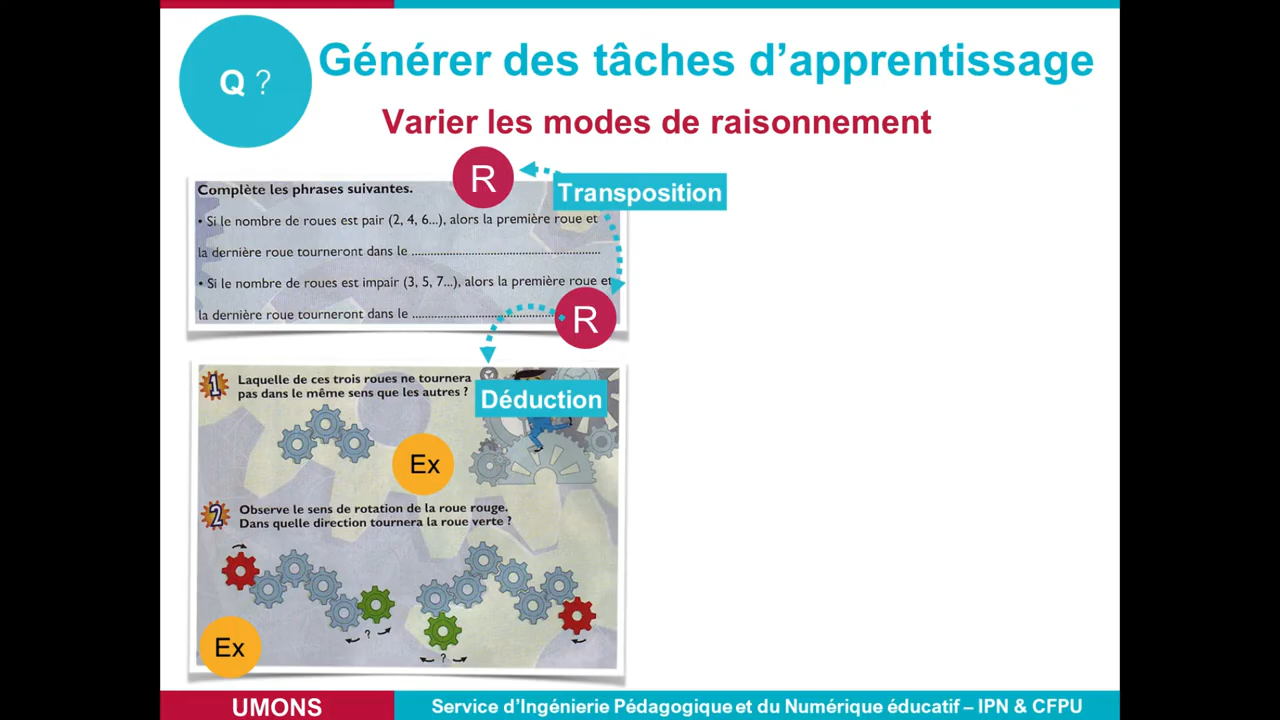 Q ?
Générer des tâches d’apprentissage
Varier les modes de raisonnement
R
Transposition
Complète les phrases suivantes.
• Si le nombre de roues est pair (2, 4, 6...), alors la première roue et
la dernière roue tourneront dans le ...............................................
• Si le nombre de roues est impair (3, 5, 7...), alors la première roue et
la dernière roue tourneront dans le ...................................
R
1 Laquelle de ces trois roues ne tournera
pas dans le même sens que les autres ?
Déduction
Ex
2 Observe le sens de rotation de la roue rouge.
Dans quelle direction tournera la roue verte ?
?
?
Ex
UMONS
Service d’Ingénierie Pédagogique et du Numérique éducatif – IPN & CFPU